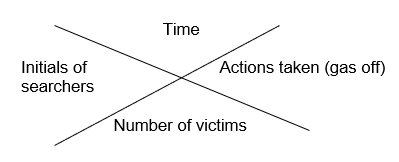 Time
Initials of
searchers
Actions taken (gas off)
Number of victims